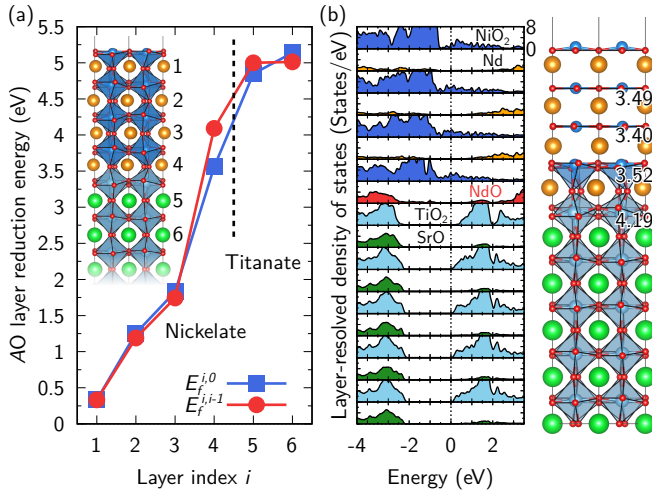 (a)
AO layer reduction energy (eV)
5.5
5
4.5
4
3.5
3
2.5
2
1.5
1
0.5
0
1
2
3
4
5
6
Titanate
Nickelate
E_f^{i,0}
E_f^{i,i-1}
1 2 3 4 5 6
Layer index i
(b)
Layer-resolved density of states (States/eV)
NiO₂
8
0
Nd
NdO
TiO₂
SrO
-4 -2 0 2
Energy (eV)
3.49
3.40
3.52
4.19